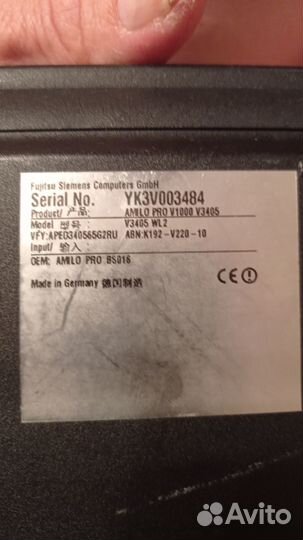 Fujitsu Siemens Computers GmbH
Serial No. YK3V003484
Product/ 产品: AMILO PRO V1000 V3405
Model 型号: V3405 WL2
VFY:APEO340565G2RU ABN:K192-V220-10
Input/ 输入:
OEM: AMILO PRO BS016
Made in Germany 德国制造
CE
Avito